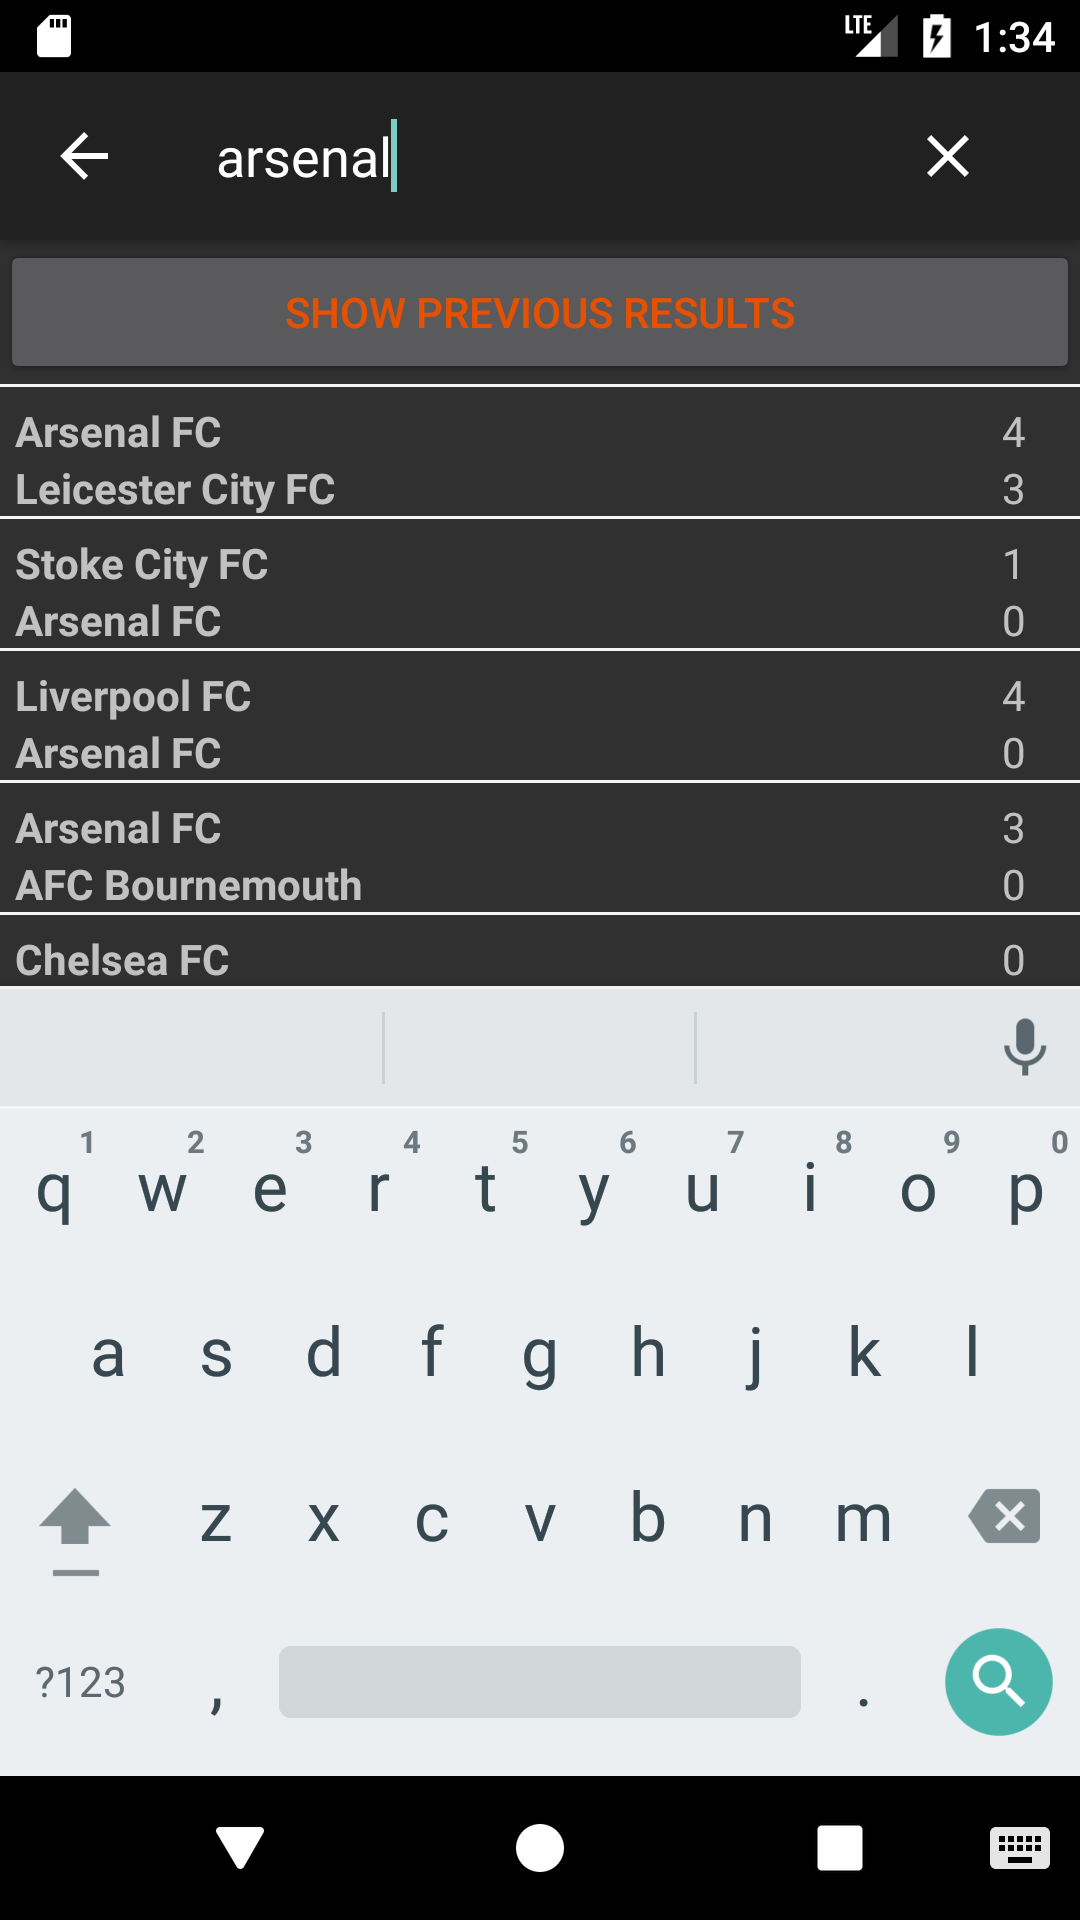 LTE 1:34
arsenal
SHOW PREVIOUS RESULTS
Arsenal FC 4
Leicester City FC 3
Stoke City FC 1
Arsenal FC 0
Liverpool FC 4
Arsenal FC 0
Arsenal FC 3
AFC Bournemouth 0
Chelsea FC 0
1 2 3 4 5 6 7 8 9 0
q w e r t y u i o p
a s d f g h j k l
z x c v b n m
?123 , .